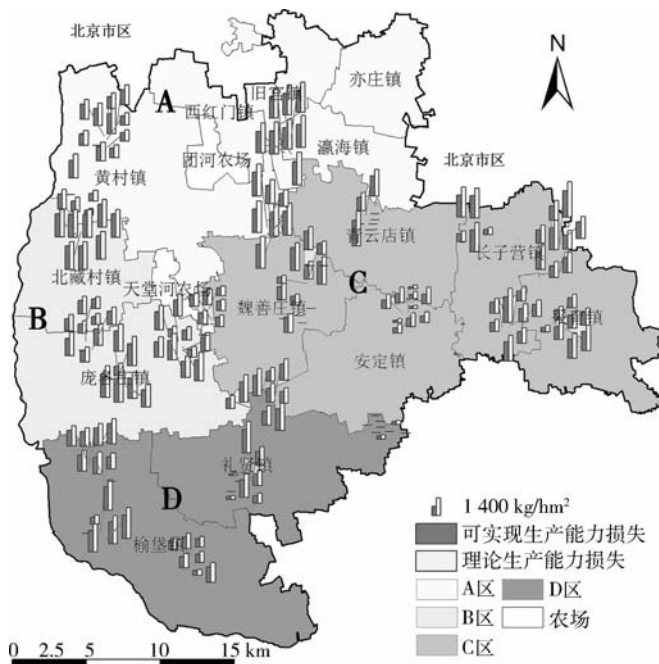 北京市区
N
亦庄镇
A
西红门镇
团河农场
瀛海镇
北京市区
黄村镇
青云店镇
长子营镇
北臧村镇
天堂河农场
C
B
魏善庄镇
安定镇
庞各庄镇
礼贤镇
D
榆垡镇
1 400 kg/hm²
可实现生产能力损失
理论生产能力损失
A区
D区
B区
农场
C区
0 2.5 5 10 15 km